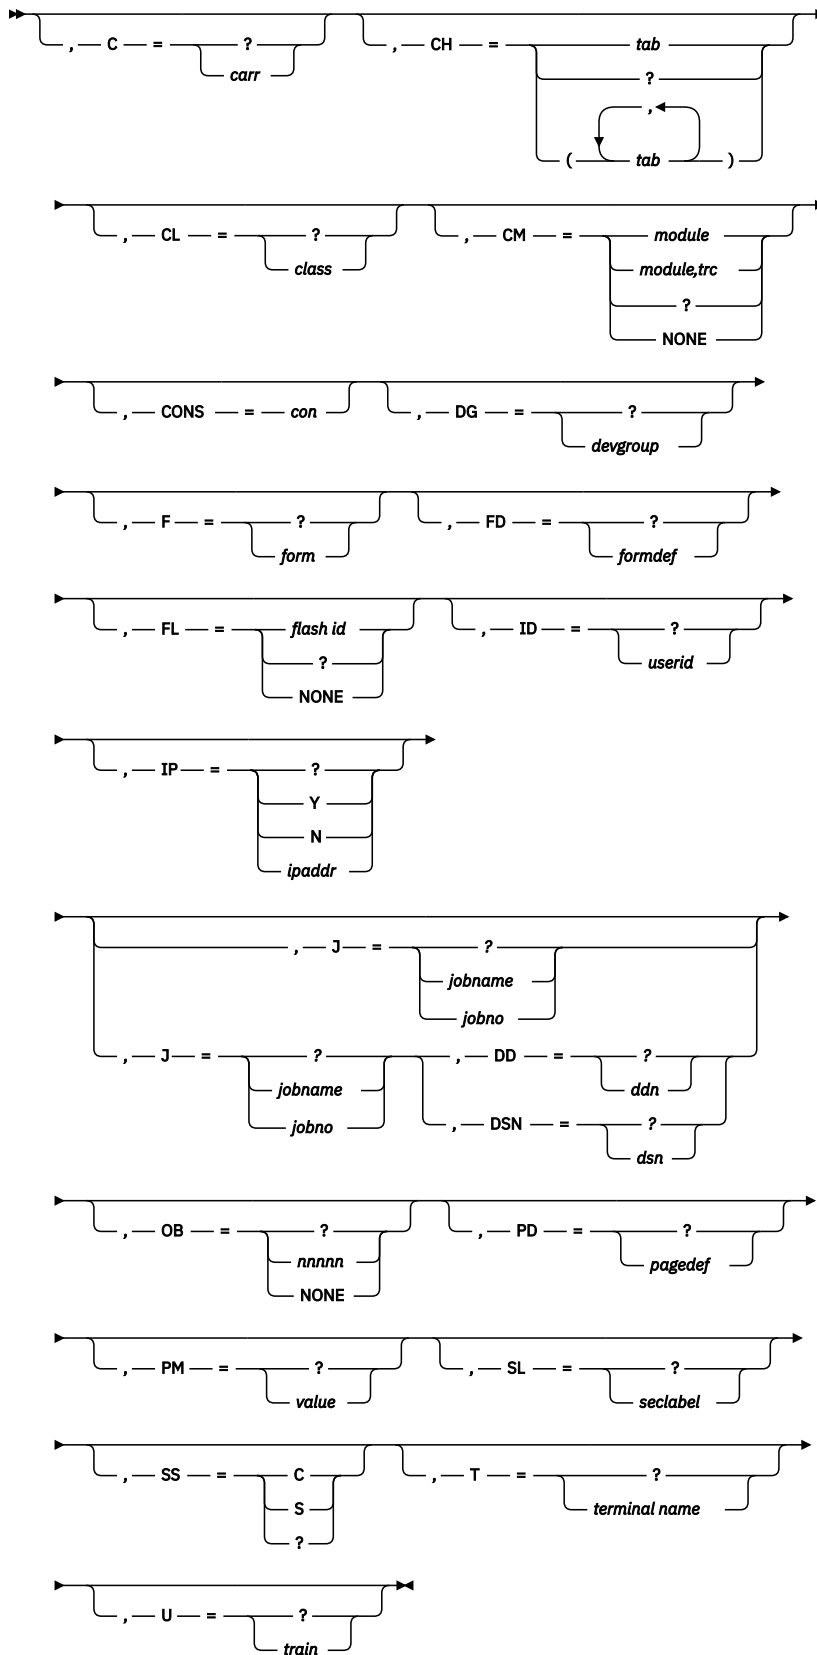 , C = ? , CH = tab
carr ?
,
( tab )
, CL = ? , CM = module
class module,trc
?
NONE
, CONS = con , DG = ?
devgroup
, F = ? , FD = ?
form formdef
, FL = flash id , ID = ?
? userid
NONE
, IP = ?
Y
N
ipaddr
, J = ?
jobname
jobno
, J = ? , DD = ?
jobname ddn
jobno , DSN = ?
dsn
, OB = ? , PD = ?
nnnnn pagedef
NONE
, PM = ? , SL = ?
value seclabel
, SS = C , T = ?
S terminal name
?
, U = ?
train